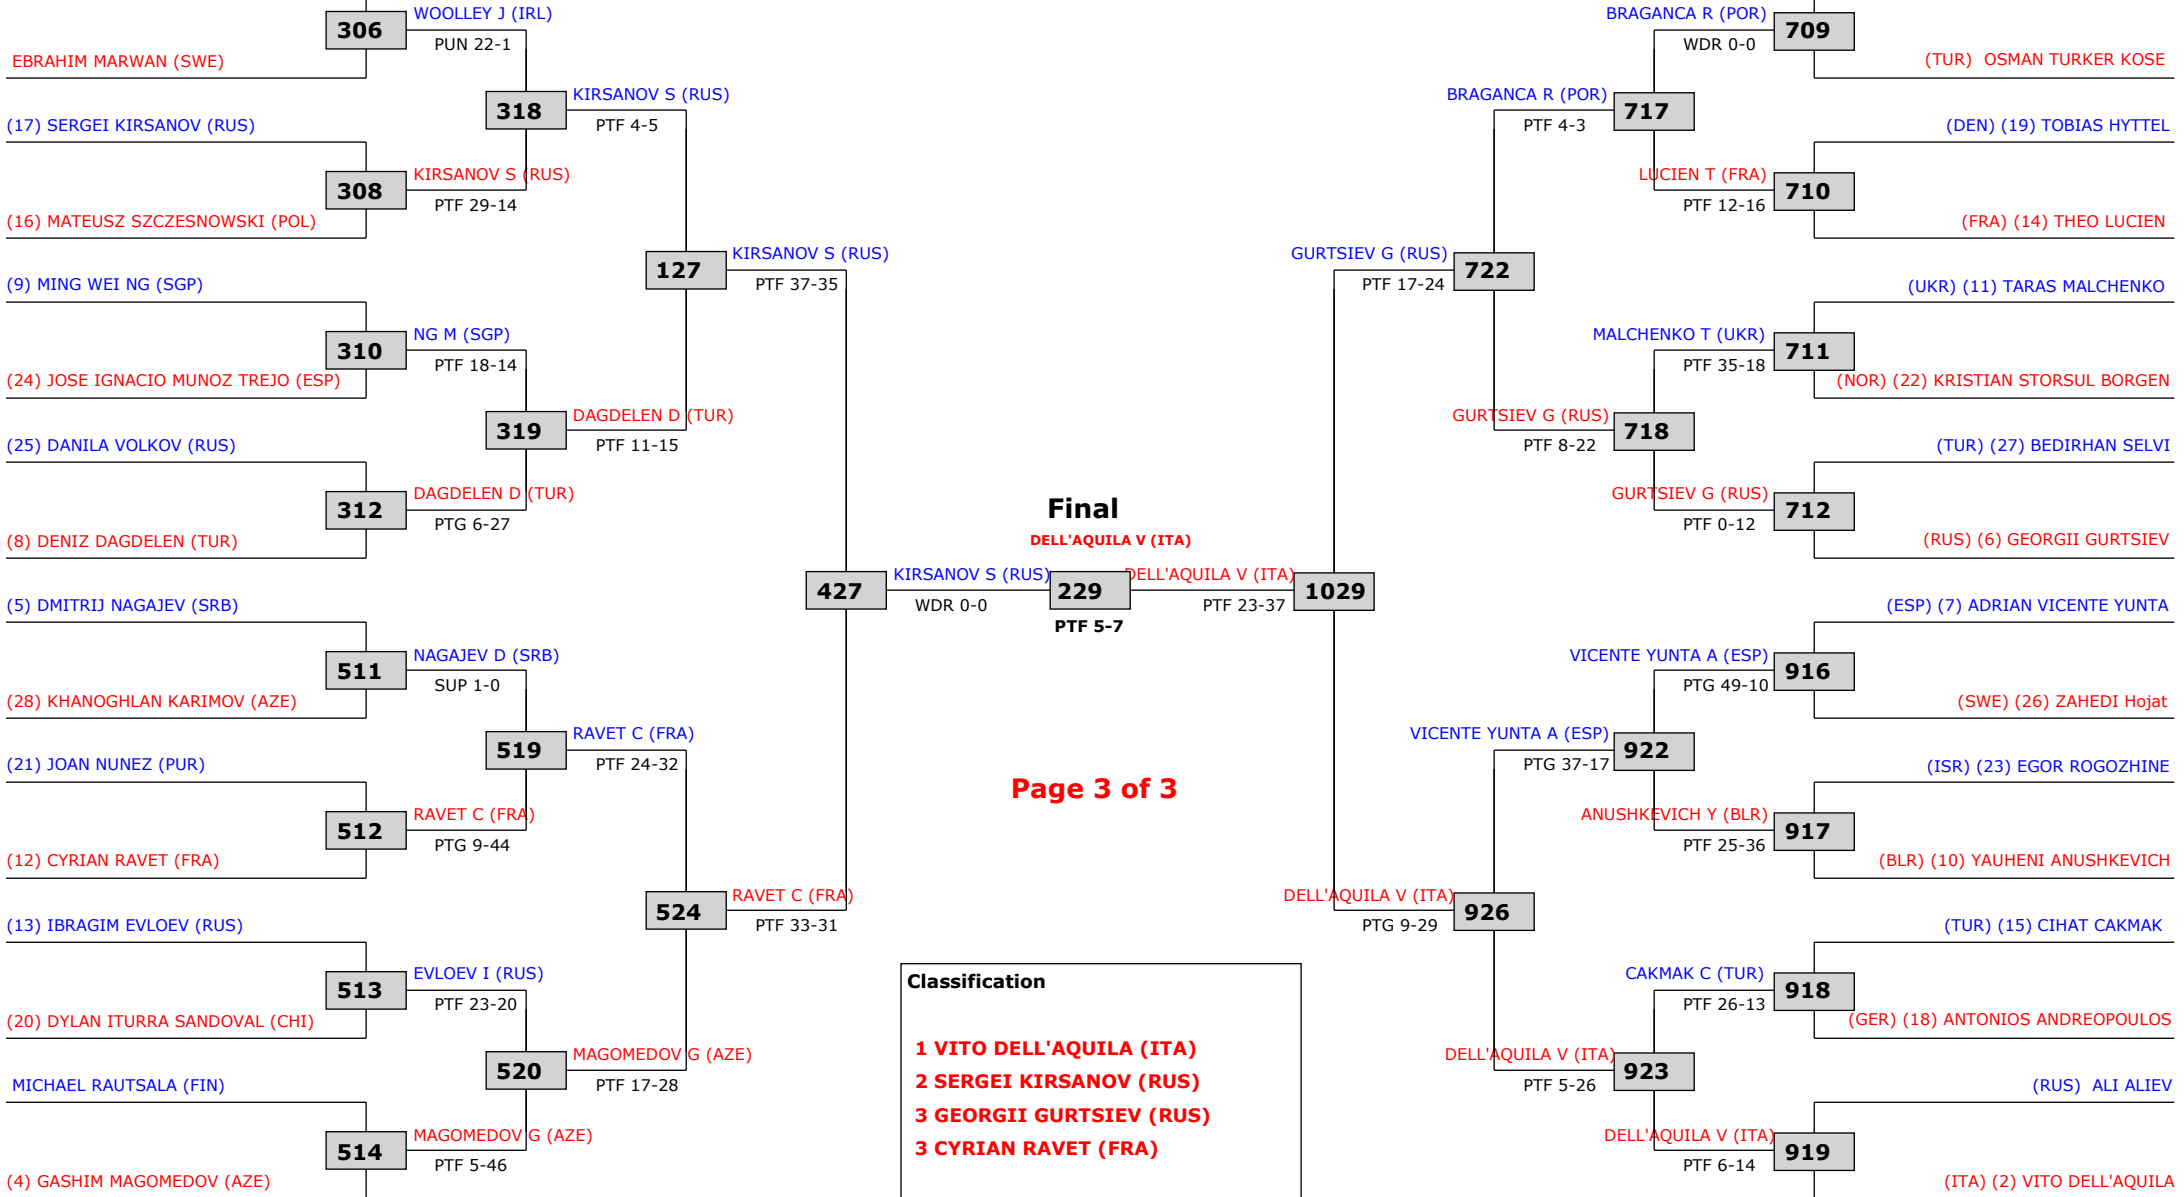 306
WOOLLEY J (IRL)
PUN 22-1
EBRAHIM MARWAN (SWE)
318
KIRSANOV S (RUS)
PTF 4-5
(17) SERGEI KIRSANOV (RUS)
308
KIRSANOV S (RUS)
PTF 29-14
(16) MATEUSZ SZCZESNOWSKI (POL)
127
KIRSANOV S (RUS)
PTF 37-35
(9) MING WEI NG (SGP)
310
NG M (SGP)
PTF 18-14
(24) JOSE IGNACIO MUNOZ TREJO (ESP)
319
DAGDELEN D (TUR)
PTF 11-15
(25) DANILA VOLKOV (RUS)
312
DAGDELEN D (TUR)
PTG 6-27
(8) DENIZ DAGDELEN (TUR)
427
KIRSANOV S (RUS)
WDR 0-0
(5) DMITRIJ NAGAJEV (SRB)
511
NAGAJEV D (SRB)
SUP 1-0
(28) KHANOGHLAN KARIMOV (AZE)
519
RAVET C (FRA)
PTF 24-32
(21) JOAN NUNEZ (PUR)
512
RAVET C (FRA)
PTG 9-44
(12) CYRIAN RAVET (FRA)
524
RAVET C (FRA)
PTF 33-31
(13) IBRAGIM EVLOEV (RUS)
513
EVLOEV I (RUS)
PTF 23-20
(20) DYLAN ITURRA SANDOVAL (CHI)
520
MAGOMEDOV G (AZE)
PTF 17-28
MICHAEL RAUTSALA (FIN)
514
MAGOMEDOV G (AZE)
PTF 5-46
(4) GASHIM MAGOMEDOV (AZE)
Final
DELL'AQUILA V (ITA)
229
PTF 5-7
Page 3 of 3
Classification
1 VITO DELL'AQUILA (ITA)
2 SERGEI KIRSANOV (RUS)
3 GEORGII GURTSIEV (RUS)
3 CYRIAN RAVET (FRA)
DELL'AQUILA V (ITA)
PTF 23-37
1029
BRAGANCA R (POR)
WDR 0-0
709
(TUR) OSMAN TURKER KOSE
BRAGANCA R (POR)
PTF 4-3
717
(DEN) (19) TOBIAS HYTTEL
LUCIEN T (FRA)
PTF 12-16
710
(FRA) (14) THEO LUCIEN
GURTSIEV G (RUS)
PTF 17-24
722
(UKR) (11) TARAS MALCHENKO
MALCHENKO T (UKR)
PTF 35-18
711
(NOR) (22) KRISTIAN STORSUL BORGEN
GURTSIEV G (RUS)
PTF 8-22
718
(TUR) (27) BEDIRHAN SELVI
GURTSIEV G (RUS)
PTF 0-12
712
(RUS) (6) GEORGII GURTSIEV
(ESP) (7) ADRIAN VICENTE YUNTA
VICENTE YUNTA A (ESP)
PTG 49-10
916
(SWE) (26) ZAHEDI Hojat
VICENTE YUNTA A (ESP)
PTG 37-17
922
(ISR) (23) EGOR ROGOZHINE
ANUSHKEVICH Y (BLR)
PTF 25-36
917
(BLR) (10) YAUHENI ANUSHKEVICH
DELL'AQUILA V (ITA)
PTG 9-29
926
(TUR) (15) CIHAT CAKMAK
CAKMAK C (TUR)
PTF 26-13
918
(GER) (18) ANTONIOS ANDREOPOULOS
DELL'AQUILA V (ITA)
PTF 5-26
923
(RUS) ALI ALIEV
DELL'AQUILA V (ITA)
PTF 6-14
919
(ITA) (2) VITO DELL'AQUILA